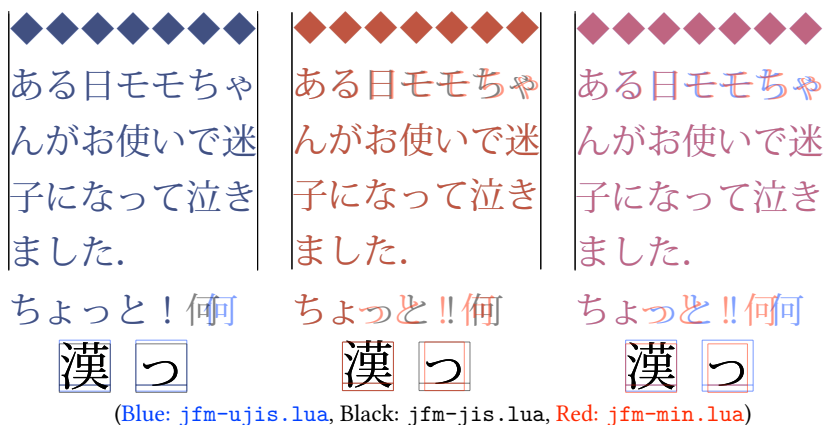 ◆◆◆◆◆◆◆
ある日モモちゃ
んがお使いで迷
子になって泣き
ました.
ちょっと！何
漢 っ
◆◆◆◆◆◆◆
ある日モモちゃ
んがお使いで迷
子になって泣き
ました.
ちょっと！何
漢 っ
◆◆◆◆◆◆◆
ある日モモちゃ
んがお使いで迷
子になって泣き
ました.
ちょっと！何
漢 っ
(Blue: jfm-ujis.lua, Black: jfm-jis.lua, Red: jfm-min.lua)